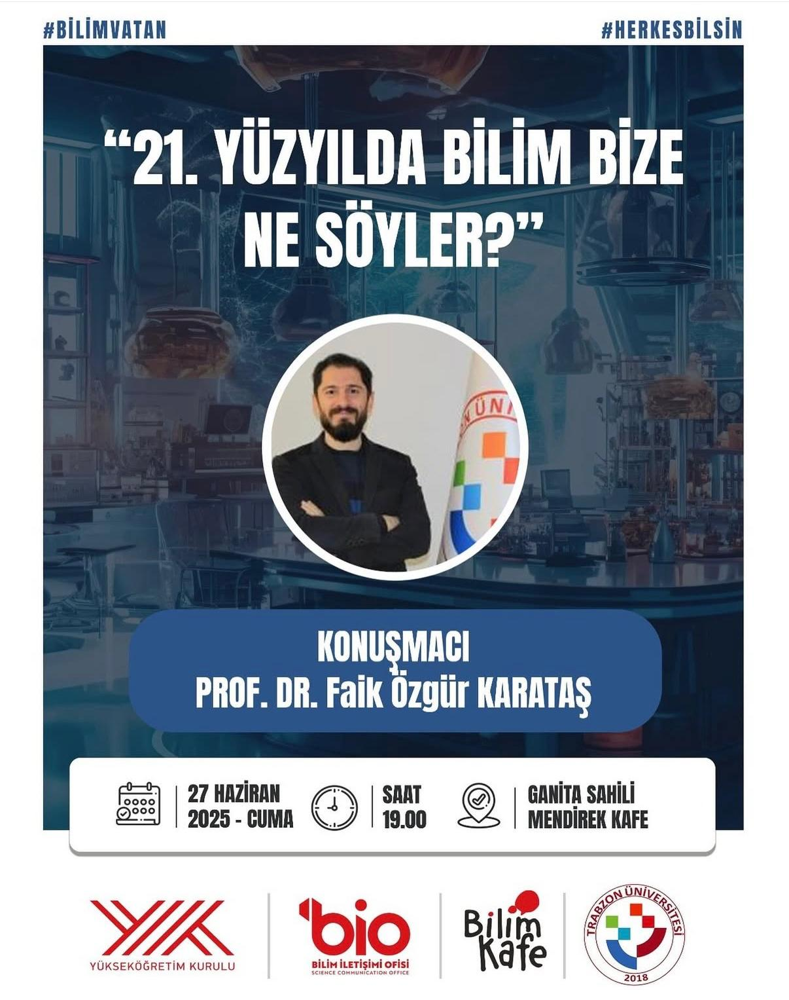 #BİLİMVATAN
#HERKESBİLSİN
“21. YÜZYILDA BİLİM BİZE
NE SÖYLER?”
N ÜNİ
KONUŞMACI
PROF. DR. Faik Özgür KARATAŞ
27 HAZİRAN
2025 - CUMA
SAAT
19.00
GANİTA SAHİLİ
MENDİREK KAFE
YÖK
YÜKSEKÖĞRETİM KURULU
bio
BİLİM İLETİŞİMİ OFİSİ
SCIENCE COMMUNICATION OFFICE
Bilim
Kafe
TRABZON ÜNİVERSİTESİ
2018